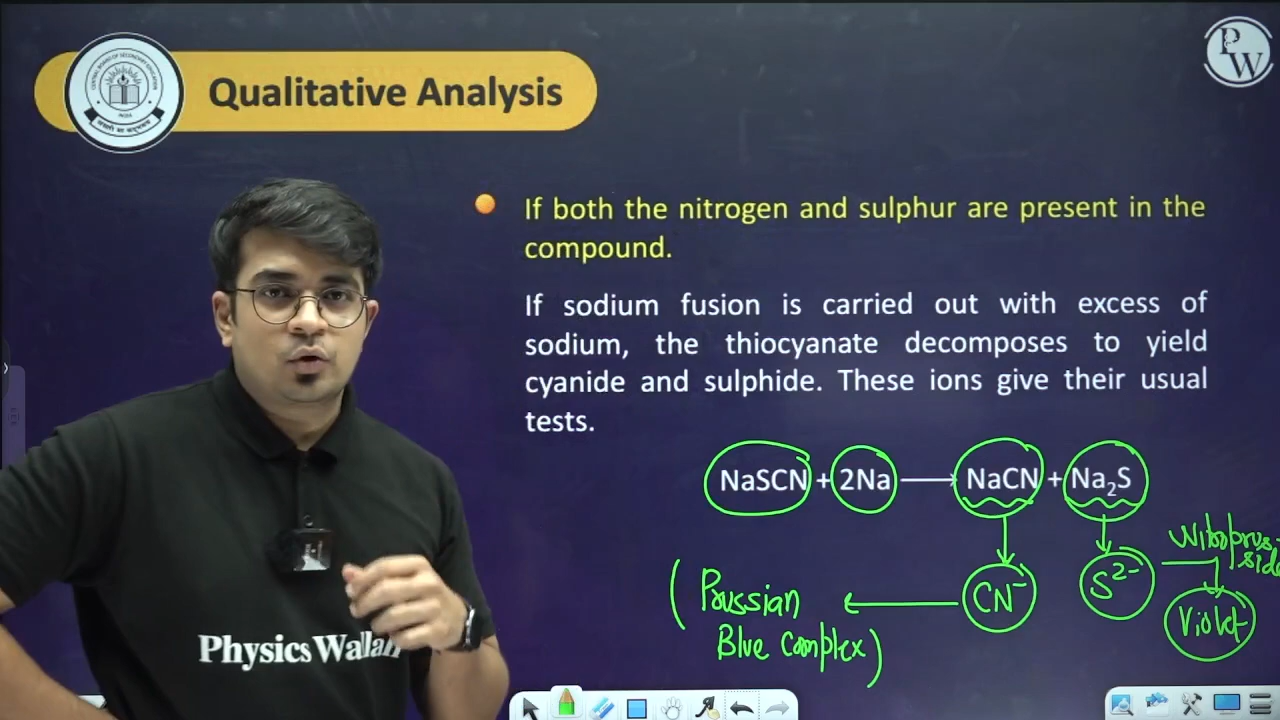 PW
Qualitative Analysis
If both the nitrogen and sulphur are present in the
compound.
If sodium fusion is carried out with excess of
sodium, the thiocyanate decomposes to yield
cyanide and sulphide. These ions give their usual
tests.
NaSCN + 2Na ⟶ NaCN + Na₂S
Nitroprus-
side
CN⁻
S²⁻
Violet
(Prussian
Blue complex)
Physics Wallah